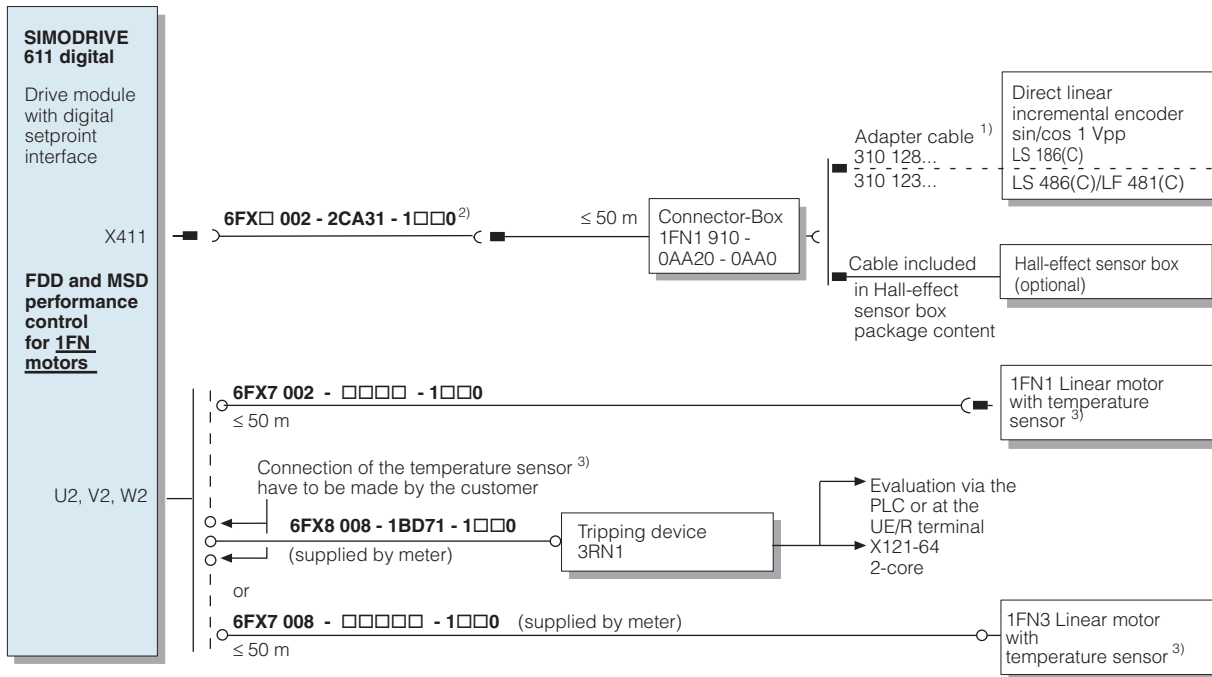 SIMODRIVE
611 digital
Drive module
with digital
setproint
interface
X411
FDD and MSD
performance
control
for 1FN
motors
U2, V2, W2
6FX□ 002 - 2CA31 - 1□□0 2)
≤ 50 m
Connector-Box
1FN1 910 -
0AA20 - 0AA0
Adapter cable 1)
310 128...
310 123...
Direct linear
incremental encoder
sin/cos 1 Vpp
LS 186(C)
LS 486(C)/LF 481(C)
Cable included
in Hall-effect
sensor box
package content
Hall-effect sensor box
(optional)
6FX7 002 - □□□□ - 1□□0
≤ 50 m
1FN1 Linear motor
with temperature
sensor 3)
Connection of the temperature sensor 3)
have to be made by the customer
6FX8 008 - 1BD71 - 1□□0
(supplied by meter)
Tripping device
3RN1
Evaluation via the
PLC or at the
UE/R terminal
X121-64
2-core
or
6FX7 008 - □□□□□ - 1□□0 (supplied by meter)
≤ 50 m
1FN3 Linear motor
with
temperature sensor 3)